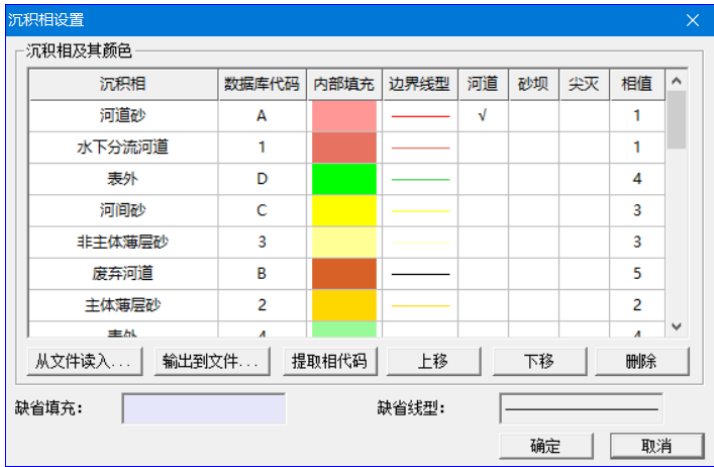 沉积相设置
沉积相及其颜色
沉积相 数据库代码 内部填充 边界线型 河道 砂坝 尖灭 相值
河道砂 A √ 1
水下分流河道 1 1
表外 D 4
河间砂 C 3
非主体薄层砂 3 3
废弃河道 B 5
主体薄层砂 2 2
表外 4 4
从文件读入... 输出到文件... 提取相代码 上移 下移 删除
缺省填充： 缺省线型：
确定 取消